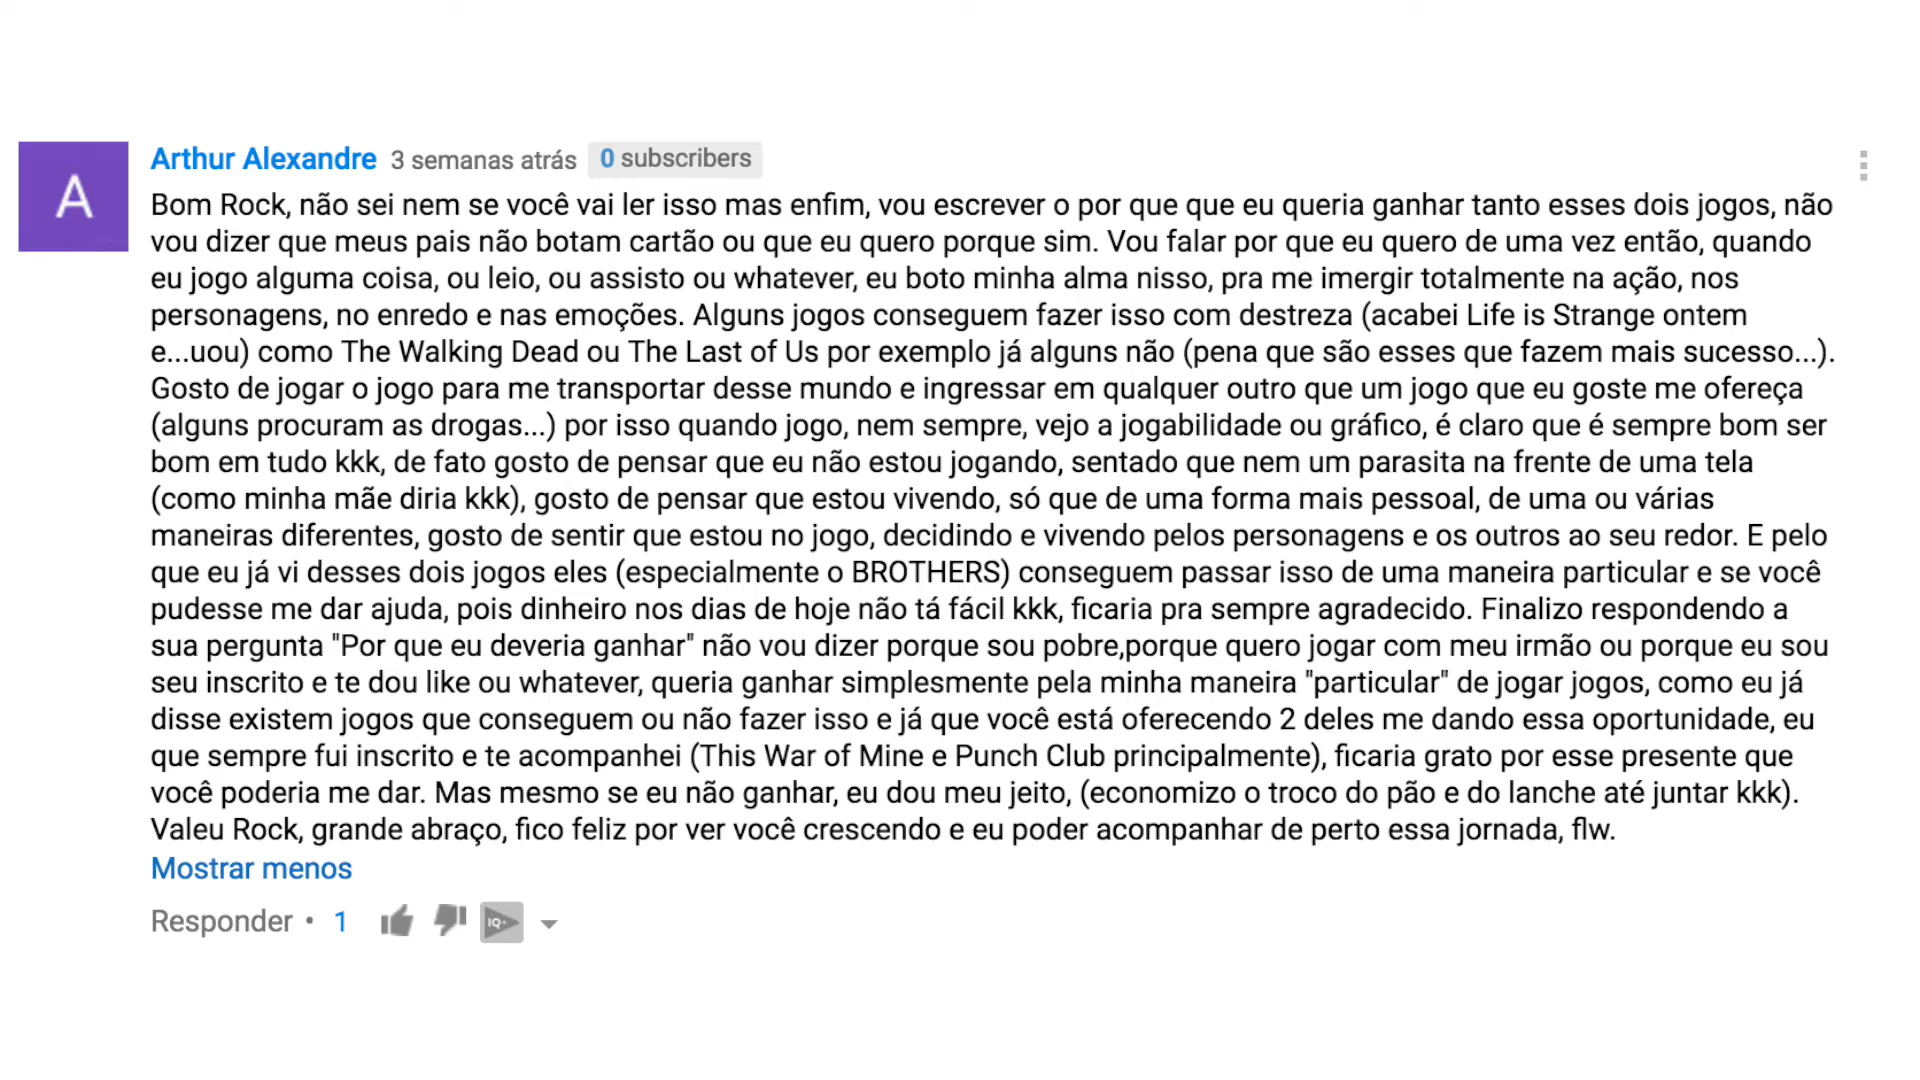 A
Arthur Alexandre 3 semanas atrás 0 subscribers
Bom Rock, não sei nem se você vai ler isso mas enfim, vou escrever o por que que eu queria ganhar tanto esses dois jogos, não
vou dizer que meus pais não botam cartão ou que eu quero porque sim. Vou falar por que eu quero de uma vez então, quando
eu jogo alguma coisa, ou leio, ou assisto ou whatever, eu boto minha alma nisso, pra me imergir totalmente na ação, nos
personagens, no enredo e nas emoções. Alguns jogos conseguem fazer isso com destreza (acabei Life is Strange ontem
e...uou) como The Walking Dead ou The Last of Us por exemplo já alguns não (pena que são esses que fazem mais sucesso...).
Gosto de jogar o jogo para me transportar desse mundo e ingressar em qualquer outro que um jogo que eu goste me ofereça
(alguns procuram as drogas...) por isso quando jogo, nem sempre, vejo a jogabilidade ou gráfico, é claro que é sempre bom ser
bom em tudo kkk, de fato gosto de pensar que eu não estou jogando, sentado que nem um parasita na frente de uma tela
(como minha mãe diria kkk), gosto de pensar que estou vivendo, só que de uma forma mais pessoal, de uma ou várias
maneiras diferentes, gosto de sentir que estou no jogo, decidindo e vivendo pelos personagens e os outros ao seu redor. E pelo
que eu já vi desses dois jogos eles (especialmente o BROTHERS) conseguem passar isso de uma maneira particular e se você
pudesse me dar ajuda, pois dinheiro nos dias de hoje não tá fácil kkk, ficaria pra sempre agradecido. Finalizo respondendo a
sua pergunta "Por que eu deveria ganhar" não vou dizer porque sou pobre,porque quero jogar com meu irmão ou porque eu sou
seu inscrito e te dou like ou whatever, queria ganhar simplesmente pela minha maneira "particular" de jogar jogos, como eu já
disse existem jogos que conseguem ou não fazer isso e já que você está oferecendo 2 deles me dando essa oportunidade, eu
que sempre fui inscrito e te acompanhei (This War of Mine e Punch Club principalmente), ficaria grato por esse presente que
você poderia me dar. Mas mesmo se eu não ganhar, eu dou meu jeito, (economizo o troco do pão e do lanche até juntar kkk).
Valeu Rock, grande abraço, fico feliz por ver você crescendo e eu poder acompanhar de perto essa jornada, flw.
Mostrar menos
Responder • 1 IQ+